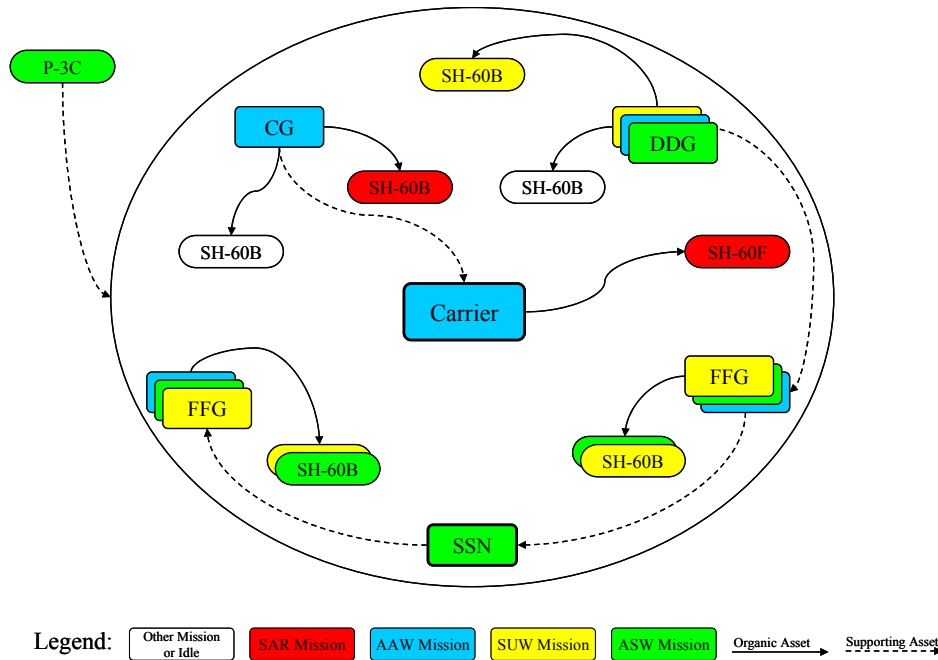 P-3C
SH-60B
CG
DDG
SH-60B
SH-60B
SH-60B
SH-60F
Carrier
FFG
FFG
SH-60B
SH-60B
SSN
Legend:
Other Mission
or Idle
SAR Mission
AAW Mission
SUW Mission
ASW Mission
Organic Asset
Supporting Asset